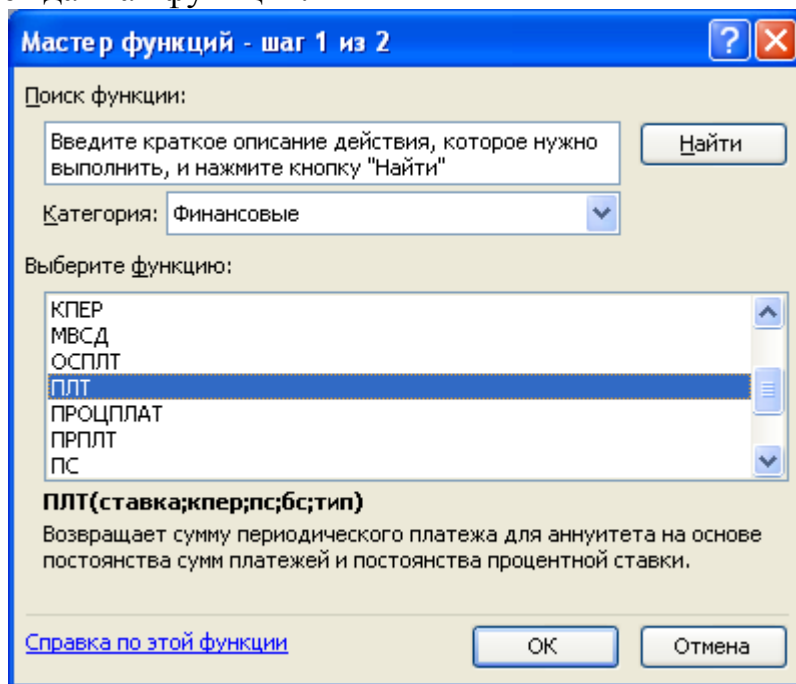 Мастер функций - шаг 1 из 2
Поиск функции:
Введите краткое описание действия, которое нужно
выполнить, и нажмите кнопку "Найти"
Найти
Категория: Финансовые
Выберите функцию:
КПЕР
МВСД
ОСПЛТ
ПЛТ
ПРОЦПЛАТ
ПРПЛТ
ПС
ПЛТ(ставка;кпер;пс;бс;тип)
Возвращает сумму периодического платежа для аннуитета на основе
постоянства сумм платежей и постоянства процентной ставки.
Справка по этой функции
ОК
Отмена